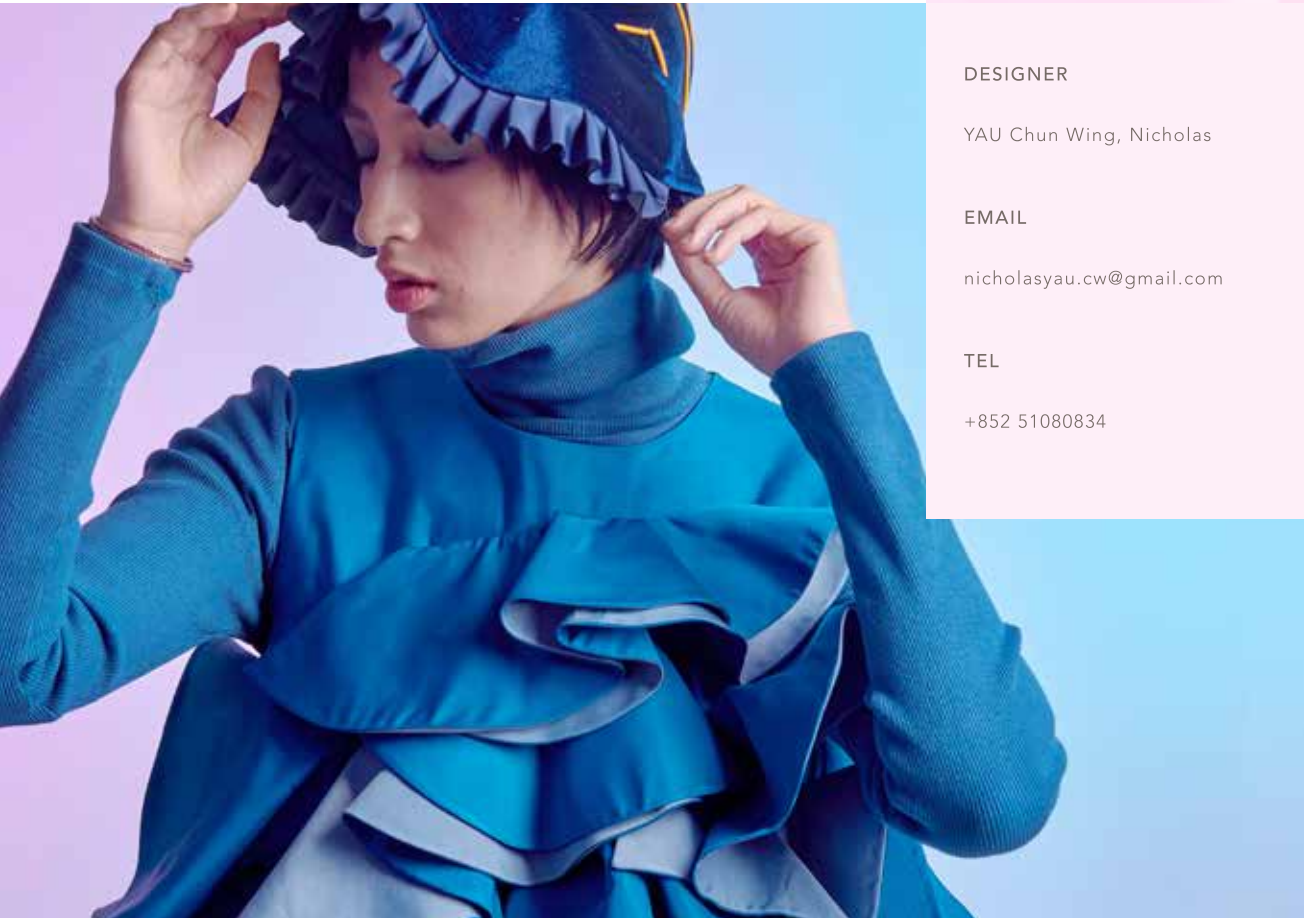 DESIGNER
YAU Chun Wing, Nicholas
EMAIL
nicholasyau.cw@gmail.com
TEL
+852 51080834